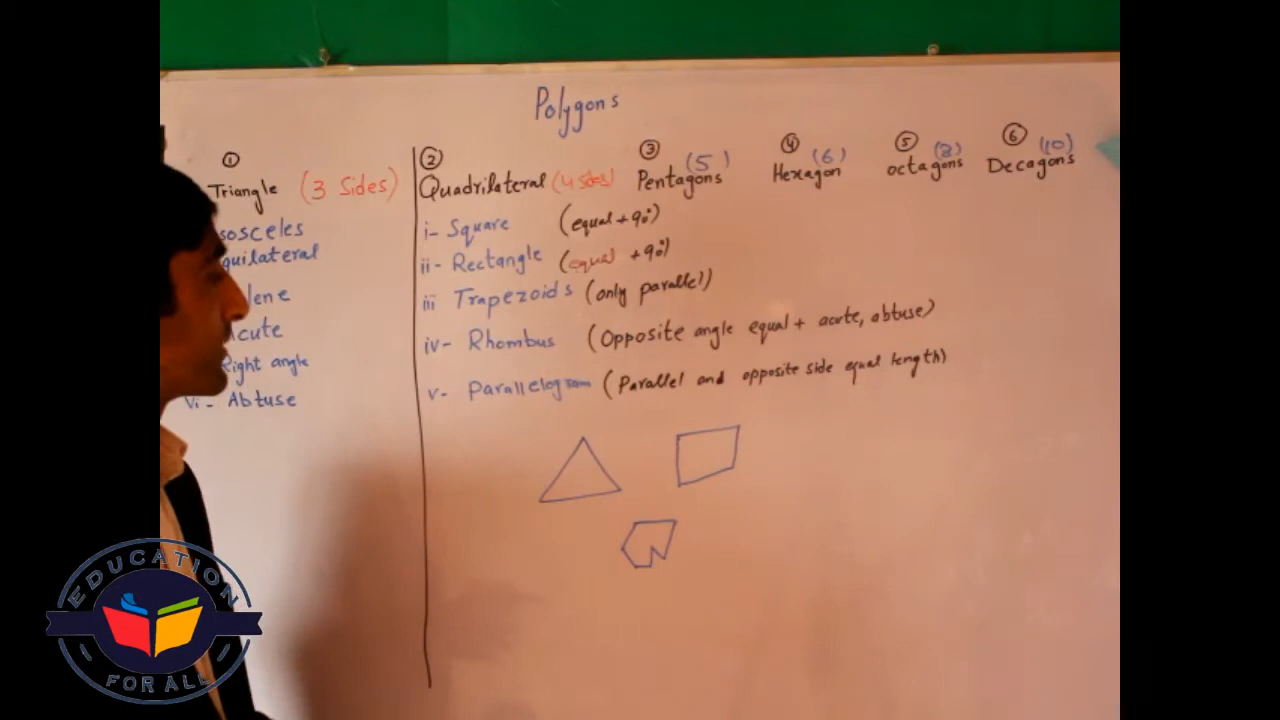 Polygons
① Triangle (3 Sides)
sosceles
quilateral
lene
cute
Right angle
vi - Abtuse
② Quadrilateral (4 Sides)
i- Square (equal + 90°)
ii- Rectangle (equal + 90°)
iii Trapezoids (only parallel)
iv- Rhombus (Opposite angle equal + acute, abtuse)
v- Parallelogram (Parallel and opposite side equal length)
③ Pentagons (5)
④ Hexagon (6)
⑤ octagons (8)
⑥ Decagons (10)
EDUCATION
FOR ALL